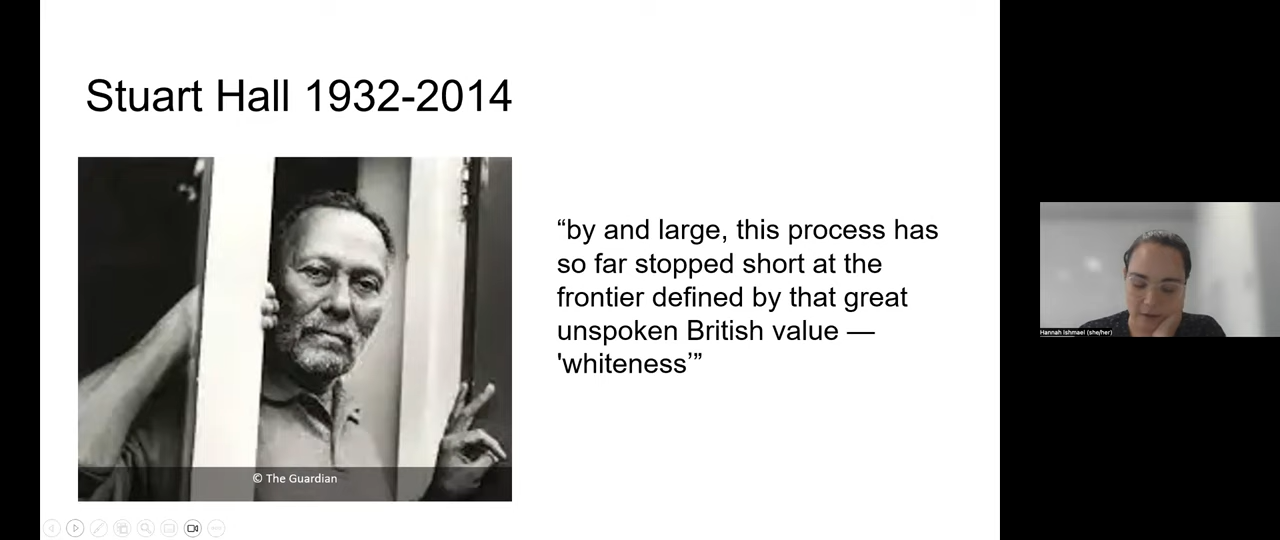 Stuart Hall 1932-2014
“by and large, this process has
so far stopped short at the
frontier defined by that great
unspoken British value —
'whiteness’”
© The Guardian
Hannah Ishmael (she/her)